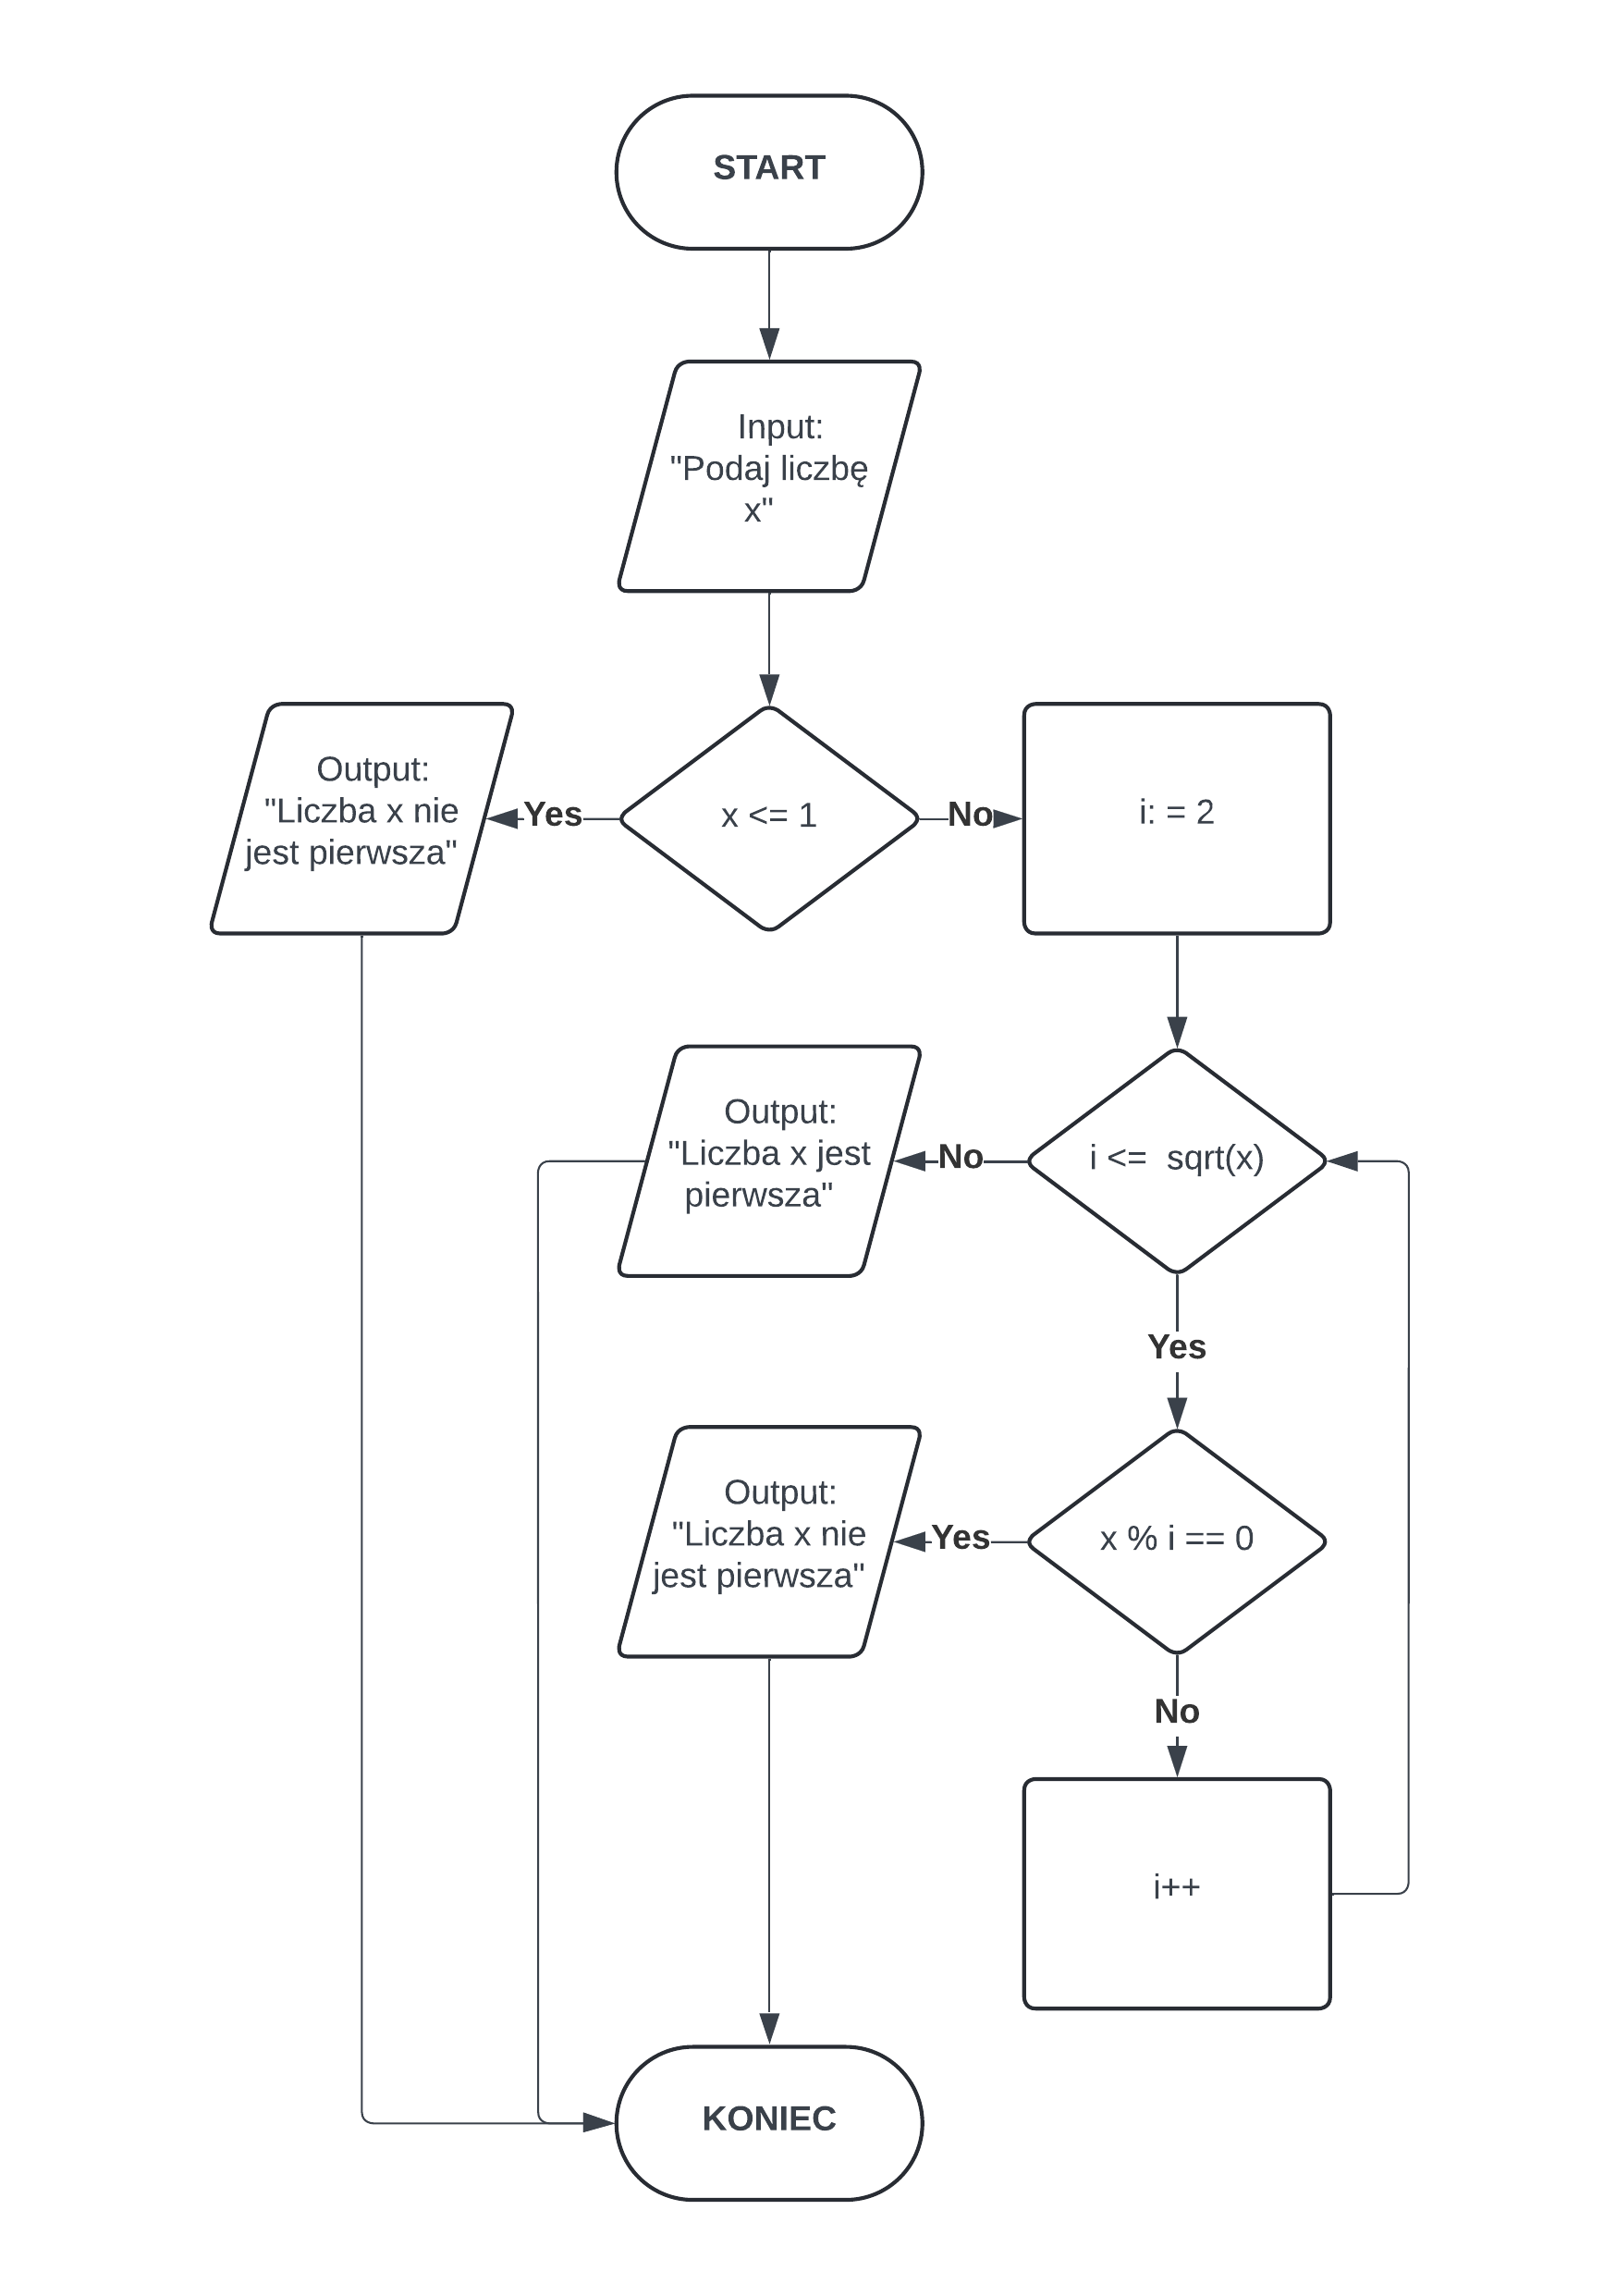 START
Input:
"Podaj liczbę
x"
Output:
"Liczba x nie
jest pierwsza"
Yes
x <= 1
No
i: = 2
Output:
"Liczba x jest
pierwsza"
No
i <=  sqrt(x)
Yes
Output:
"Liczba x nie
jest pierwsza"
Yes
x % i == 0
No
i++
KONIEC